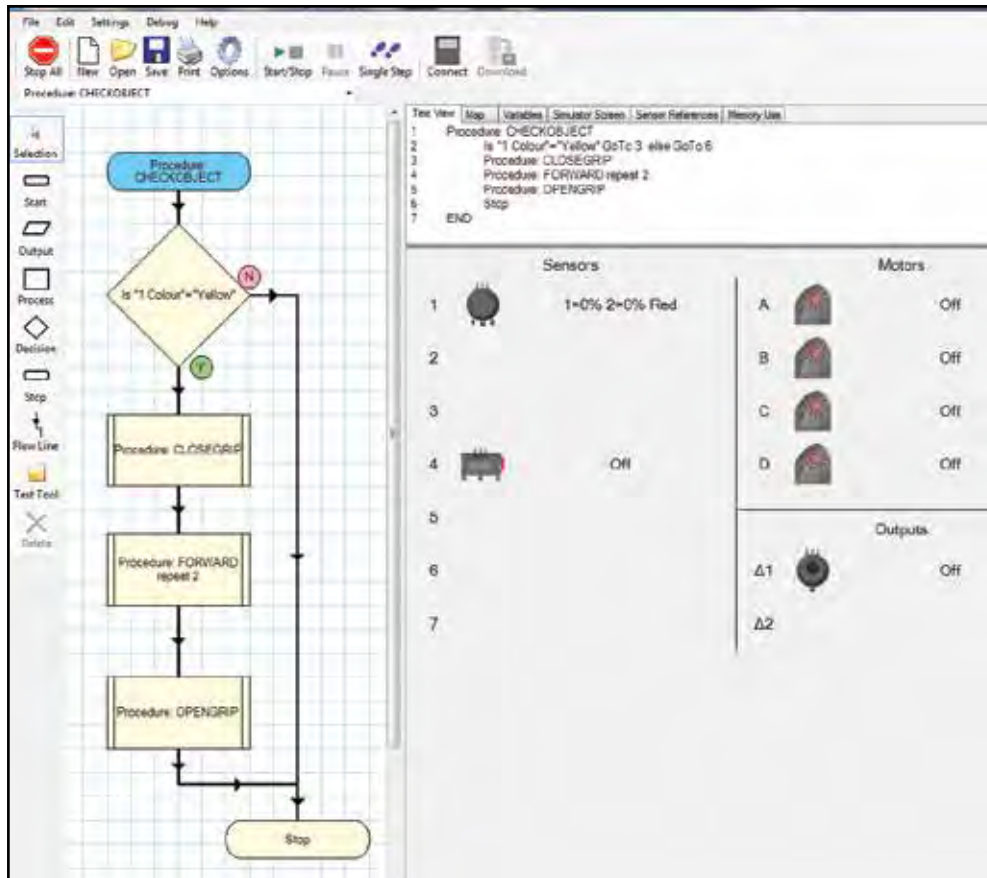 File Edit Settings Debug Help
Stop All New Open Save Print Options Start/Stop Pause Single Step Connect Download
Procedure: CHECKOBJECT
Selection
Start
Output
Process
Decision
Stop
Flow Line
Test Tool
Delete
Procedure:
CHECKOBJECT
Is "1 Colour"="Yellow"
N
Y
Procedure: CLOSEGRIP
Procedure: FORWARD
repeat 2
Procedure: OPENGRIP
Stop
Tree View Map Variables Simulator Screen Sensor References Memory Use
1 Procedure: CHECKOBJECT
2 Is "1 Colour"="Yellow" GoTo 3 else GoTo 6
3 Procedure: CLOSEGRIP
4 Procedure: FORWARD repeat 2
5 Procedure: OPENGRIP
6 Stop
7 END
Sensors
1 1=0% 2=0% Red
2
3
4 Off
5
6
7
Motors
A Off
B Off
C Off
D Off
Outputs
Δ1 Off
Δ2